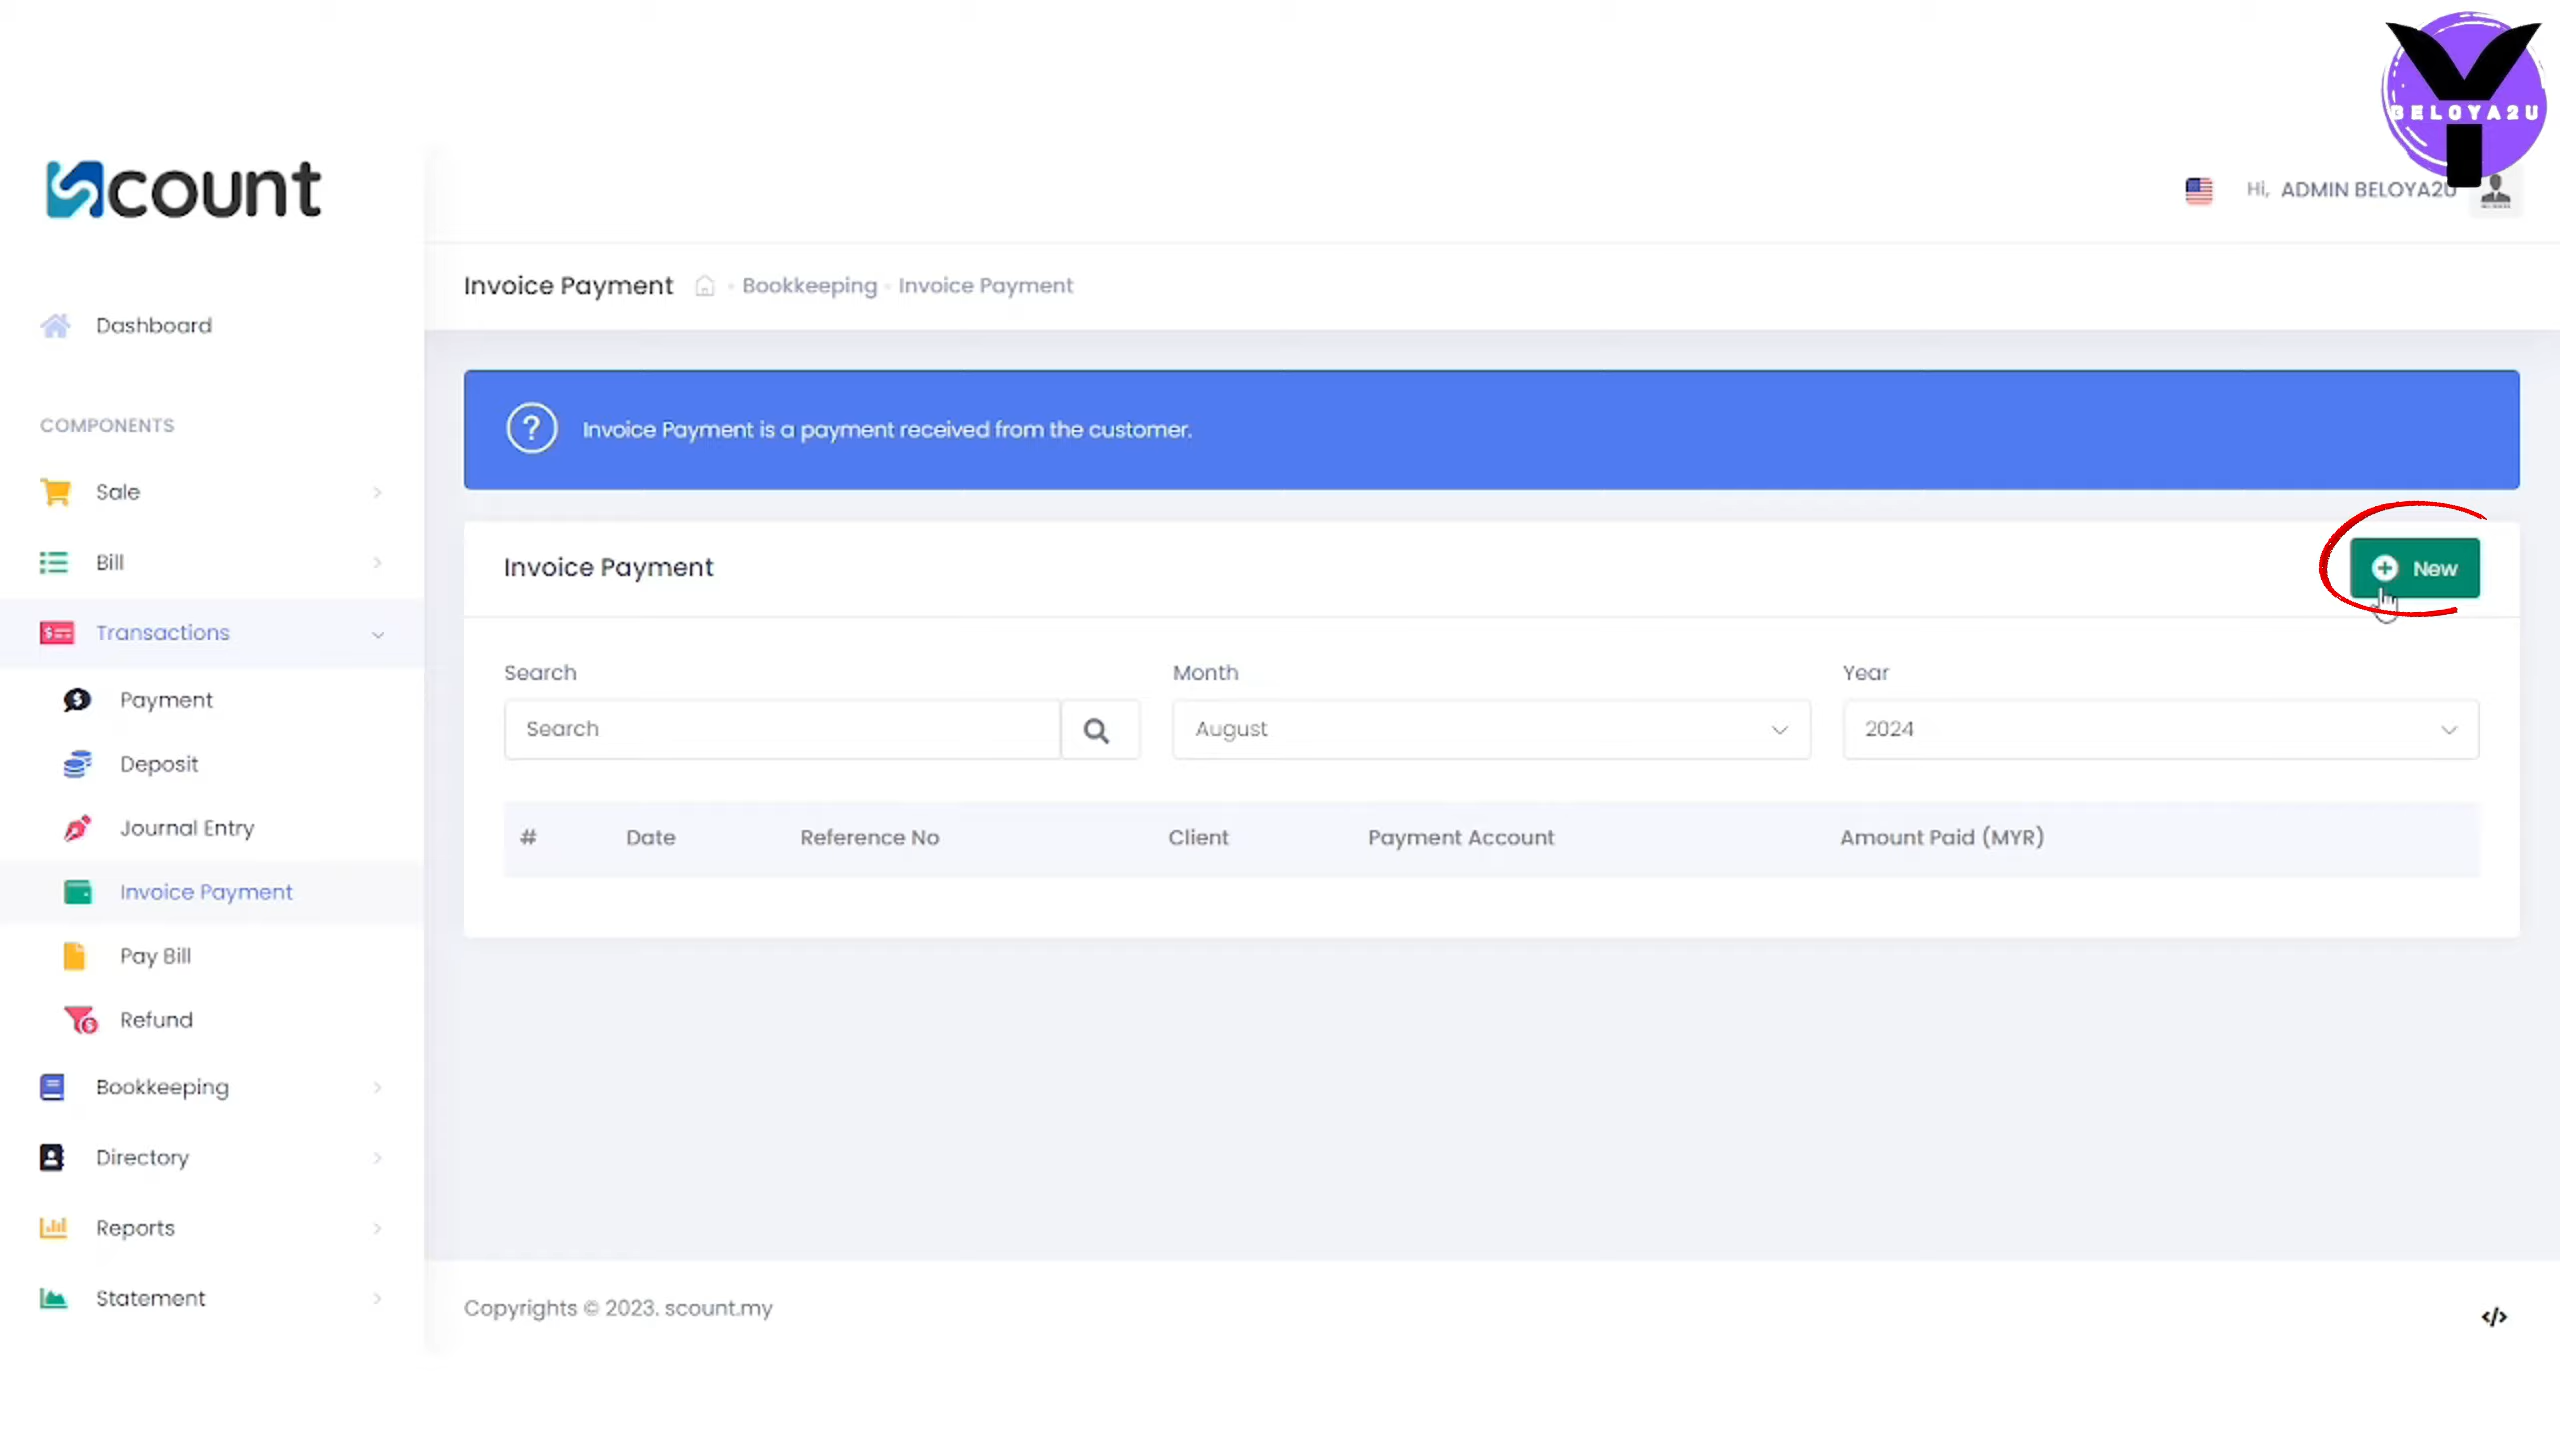 BELOYA2U
scount
Hi, ADMIN BELOYA2U
Invoice Payment Bookkeeping Invoice Payment
Dashboard
COMPONENTS
Sale
Bill
Transactions
Payment
Deposit
Journal Entry
Invoice Payment
Pay Bill
Refund
Bookkeeping
Directory
Reports
Statement
? Invoice Payment is a payment received from the customer.
Invoice Payment
New
Search Month Year
Search August 2024
# Date Reference No Client Payment Account Amount Paid (MYR)
Copyrights © 2023. scount.my
</>